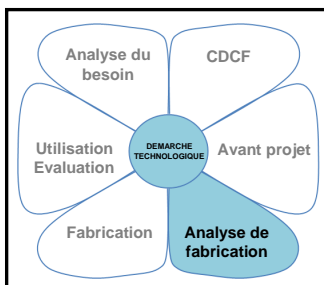 Analyse du
besoin
CDCF
Utilisation
Evaluation
DEMARCHE
TECHNOLOGIQUE
Avant projet
Fabrication
Analyse de
fabrication